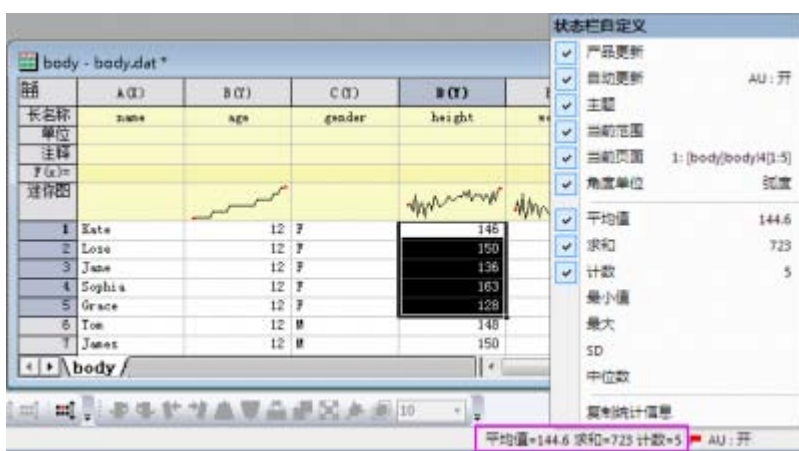 状态栏自定义
产品更新
自动更新 AU : 开
主题
当前范围
当前页面 1: [body]body!4[1:5]
角度单位 弧度
平均值 144.6
求和 723
计数 5
最小值
最大
SD
中位数
复制统计信息
body - body.dat *
A(X) B(Y) C(Y) D(Y)
长名称 name age gender height
单位
注释
F(x)=
迷你图
1 Kate 12 F 146
2 Lose 12 F 150
3 Jane 12 F 136
4 Sophia 12 F 163
5 Grace 12 F 128
6 Tom 12 M 148
7 James 12 M 150
body
10
平均值=144.6 求和=723 计数=5 AU : 开